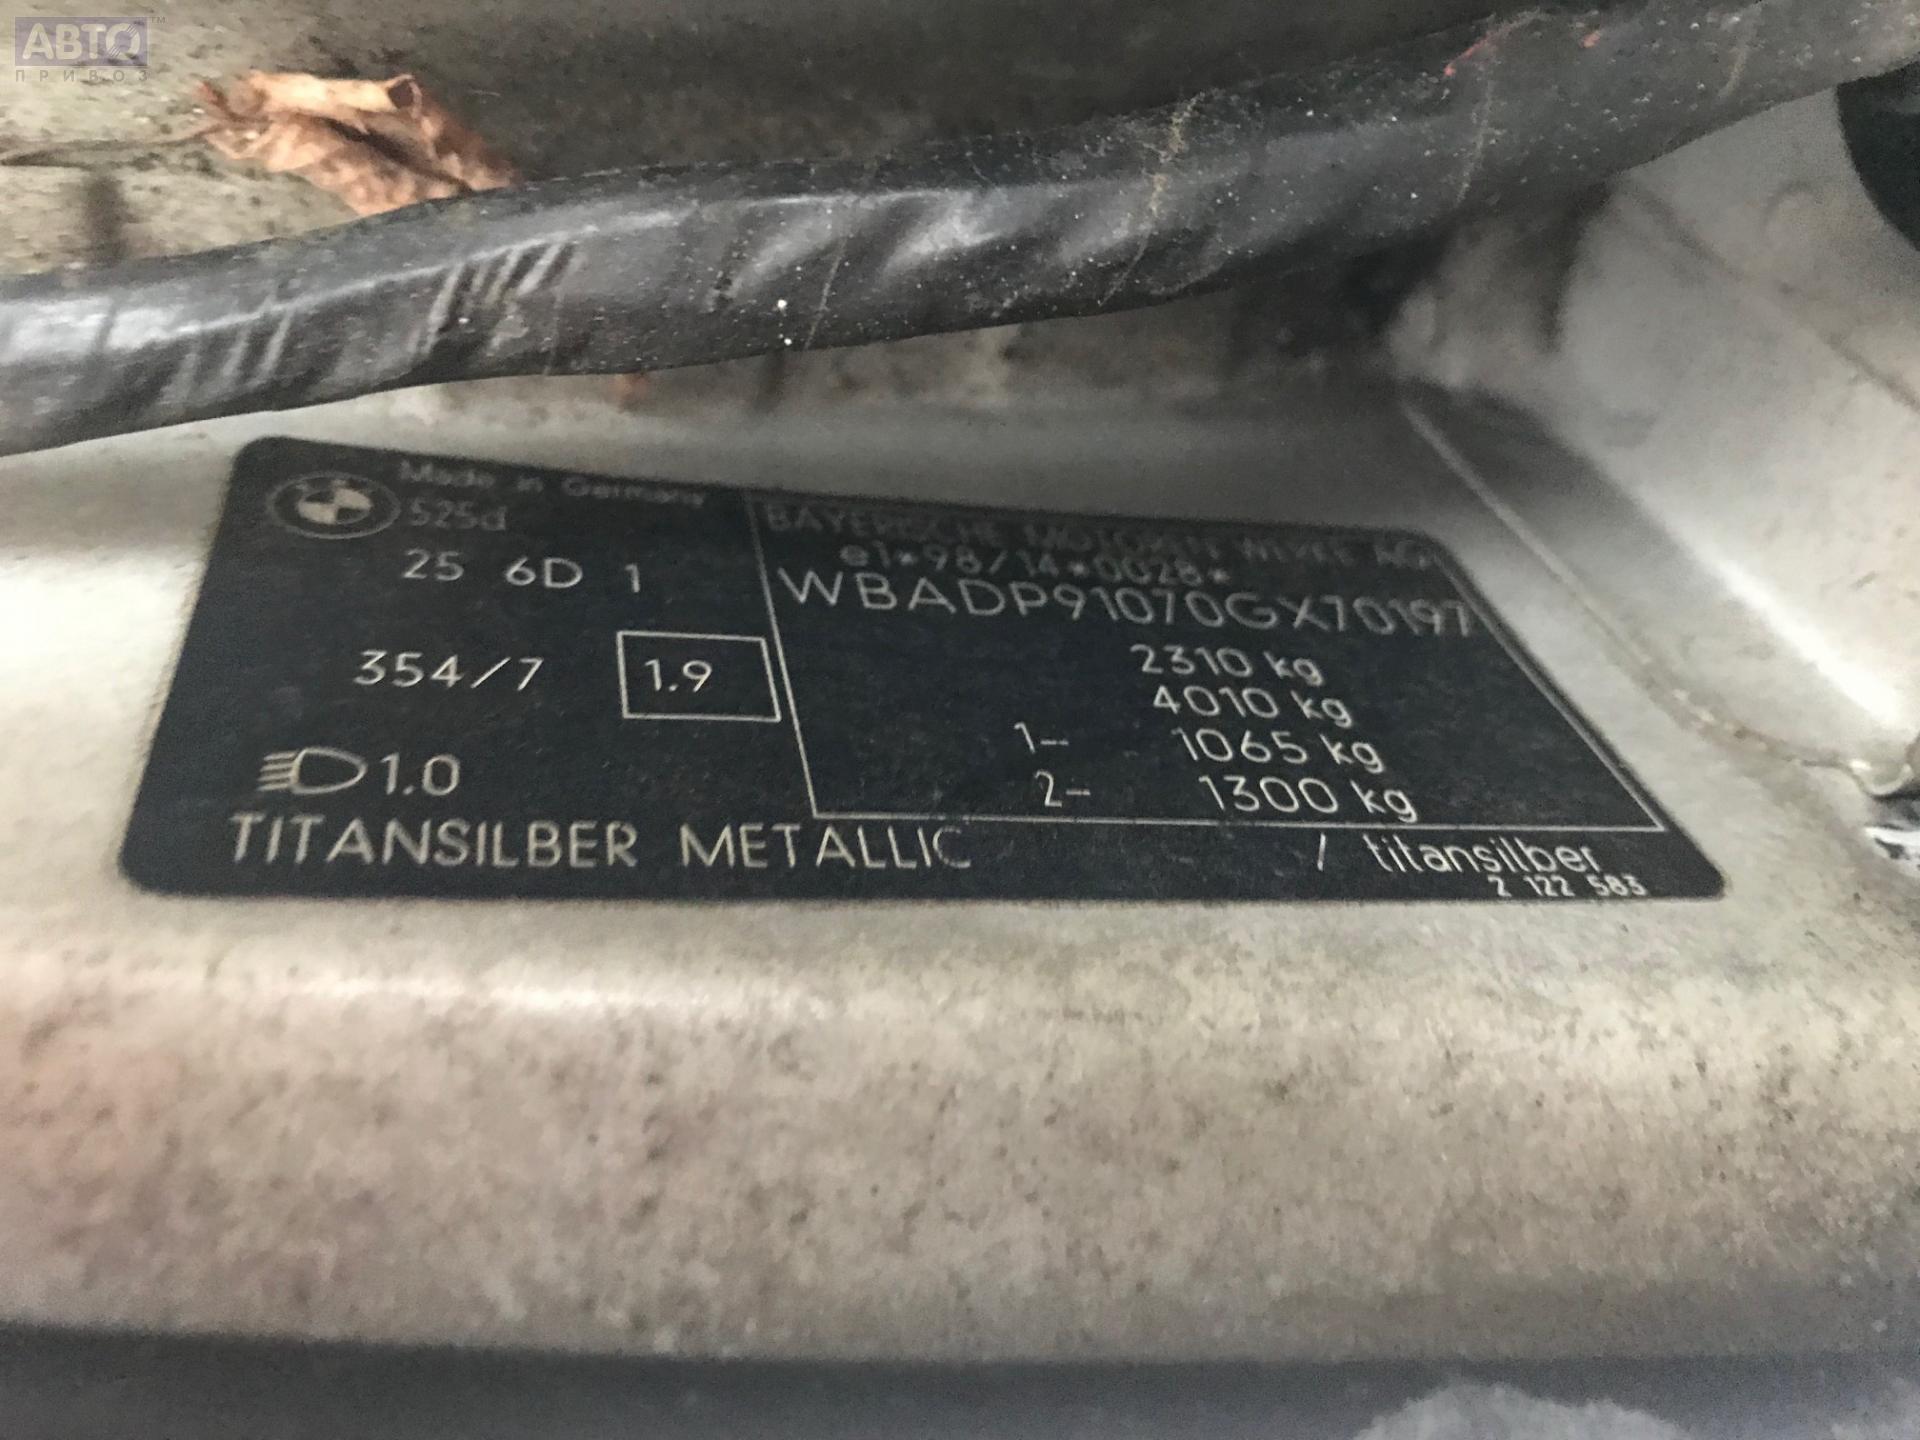 АВТО™
ПРИВОЗ
Made in Germany
525d
25 6D 1
354/7 1.9
1.0
TITANSILBER METALLIC
BAYERISCHE MOTOREN WERKE AG
e1*98/14*0028*
WBADP91070GX70197
2310 kg
4010 kg
1-- 1065 kg
2- 1300 kg
/ titansilber
2 122 583